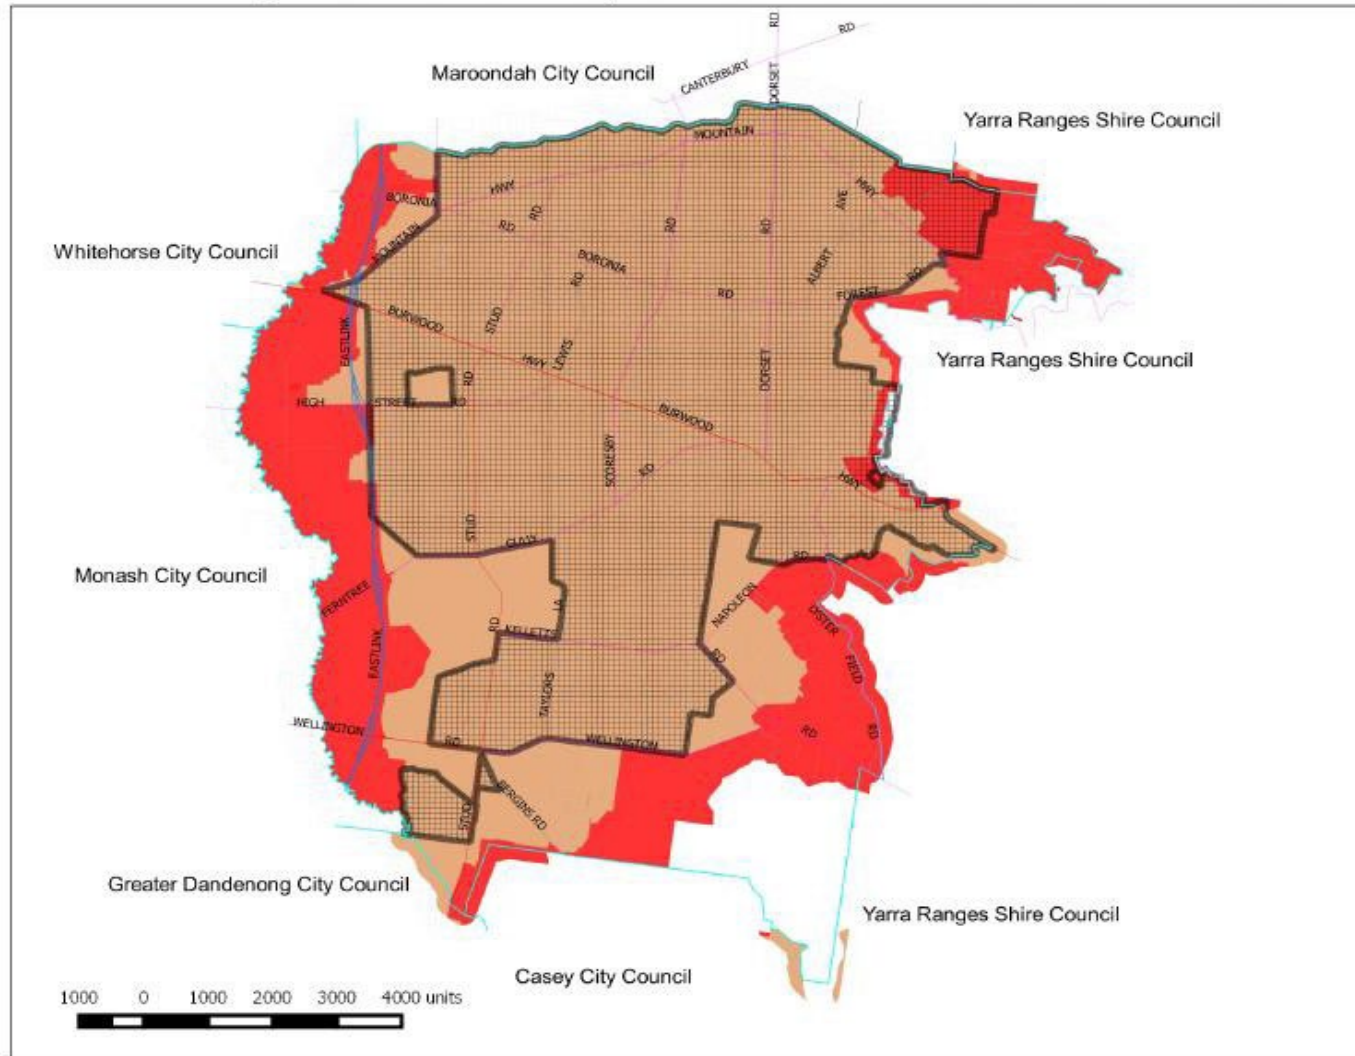 RD
RD
Maroondah City Council
CANTERBURY
DORSET
Yarra Ranges Shire Council
MOUNTAIN
HWY
HWY
BORONIA
AVE
RD
RD
RD
RD
MOUNTAIN
Whitehorse City Council
BORONIA
ALBERT
RD
RD
RD
FOREST
BURWOOD
STUD
EASTLINK
HWY
LEWIS
Yarra Ranges Shire Council
DORSET
RD
HIGH
STREET
RD
BURWOOD
SCORESBY
RD
HWY
STUD
GULLY
RD
Monash City Council
FERNTREE
NAPOLEON
LA
RD
KELLETTS
LYSTER
RD
EASTLINK
FIELD
TAYLORS
WELLINGTON
RD
WELLINGTON
RD
RD
BERGINS RD
STUD
Greater Dandenong City Council
Yarra Ranges Shire Council
Casey City Council
1000 0 1000 2000 3000 4000 units